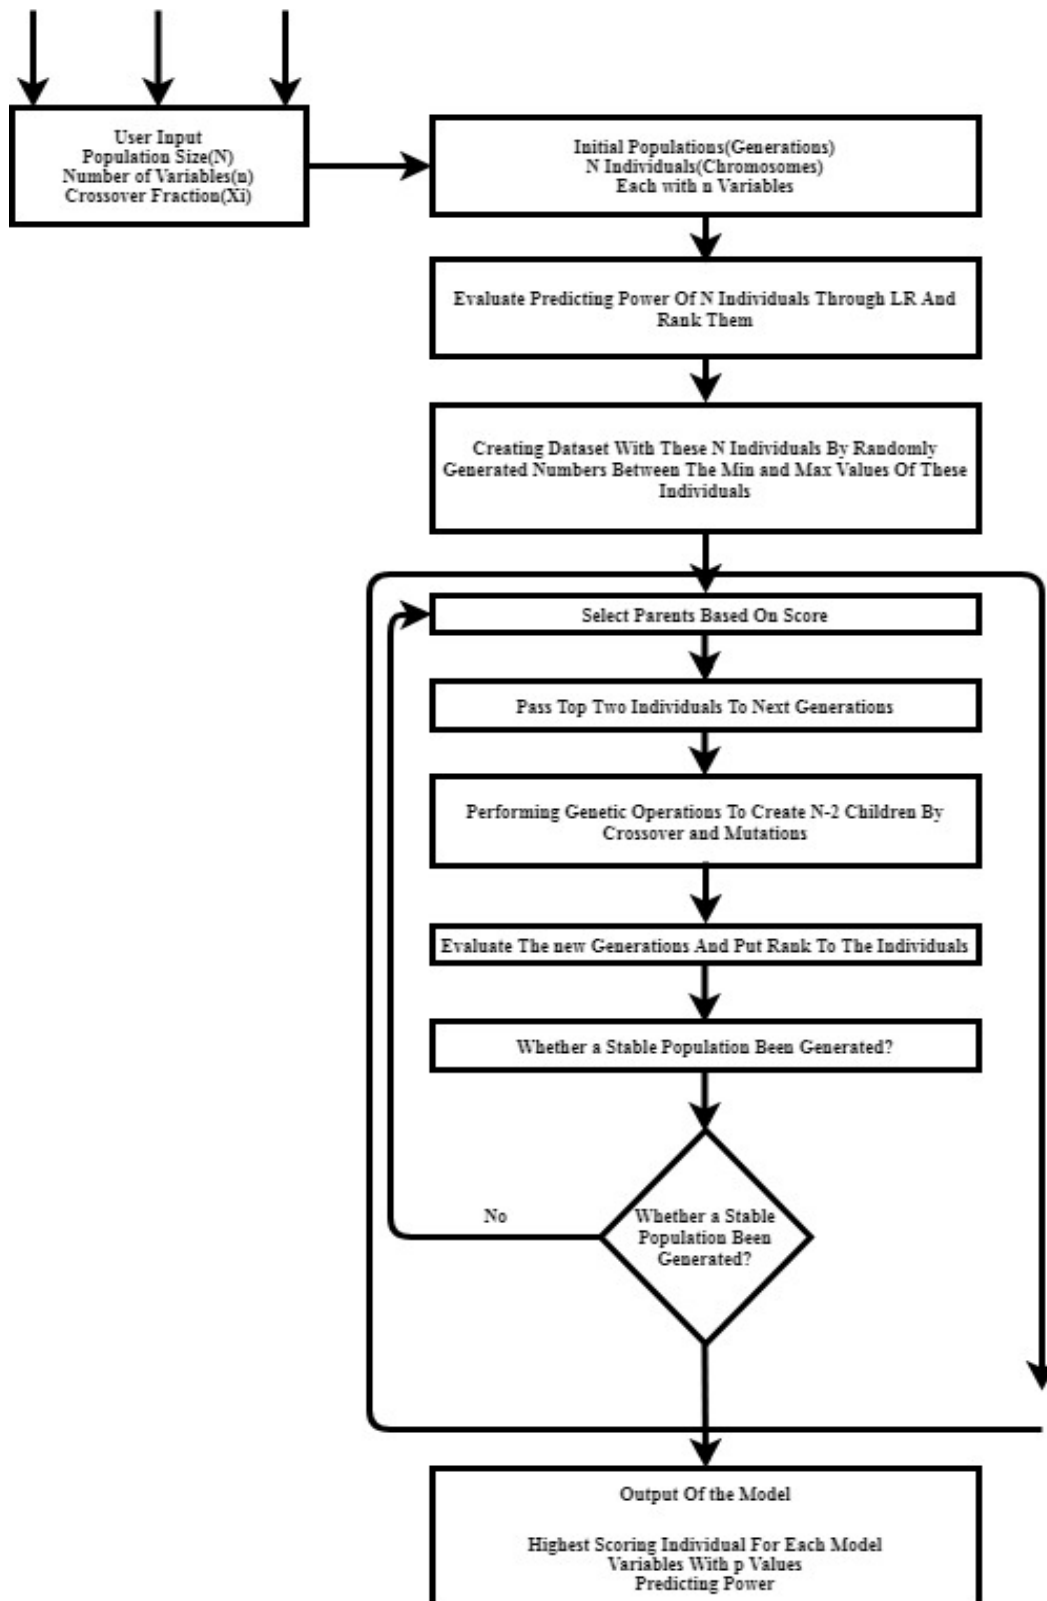 User Input
Population Size(N)
Number of Variables(n)
Crossover Fraction(Xi)
Initial Populations(Generations)
N Individuals(Chromosomes)
Each with n Variables
Evaluate Predicting Power Of N Individuals Through LR And
Rank Them
Creating Dataset With These N Individuals By Randomly
Generated Numbers Between The Min and Max Values Of These
Individuals
Select Parents Based On Score
Pass Top Two Individuals To Next Generations
Performing Genetic Operations To Create N-2 Children By
Crossover and Mutations
Evaluate The new Generations And Put Rank To The Individuals
Whether a Stable Population Been Generated?
No
Whether a Stable
Population Been
Generated?
Output Of the Model
Highest Scoring Individual For Each Model
Variables With p Values
Predicting Power